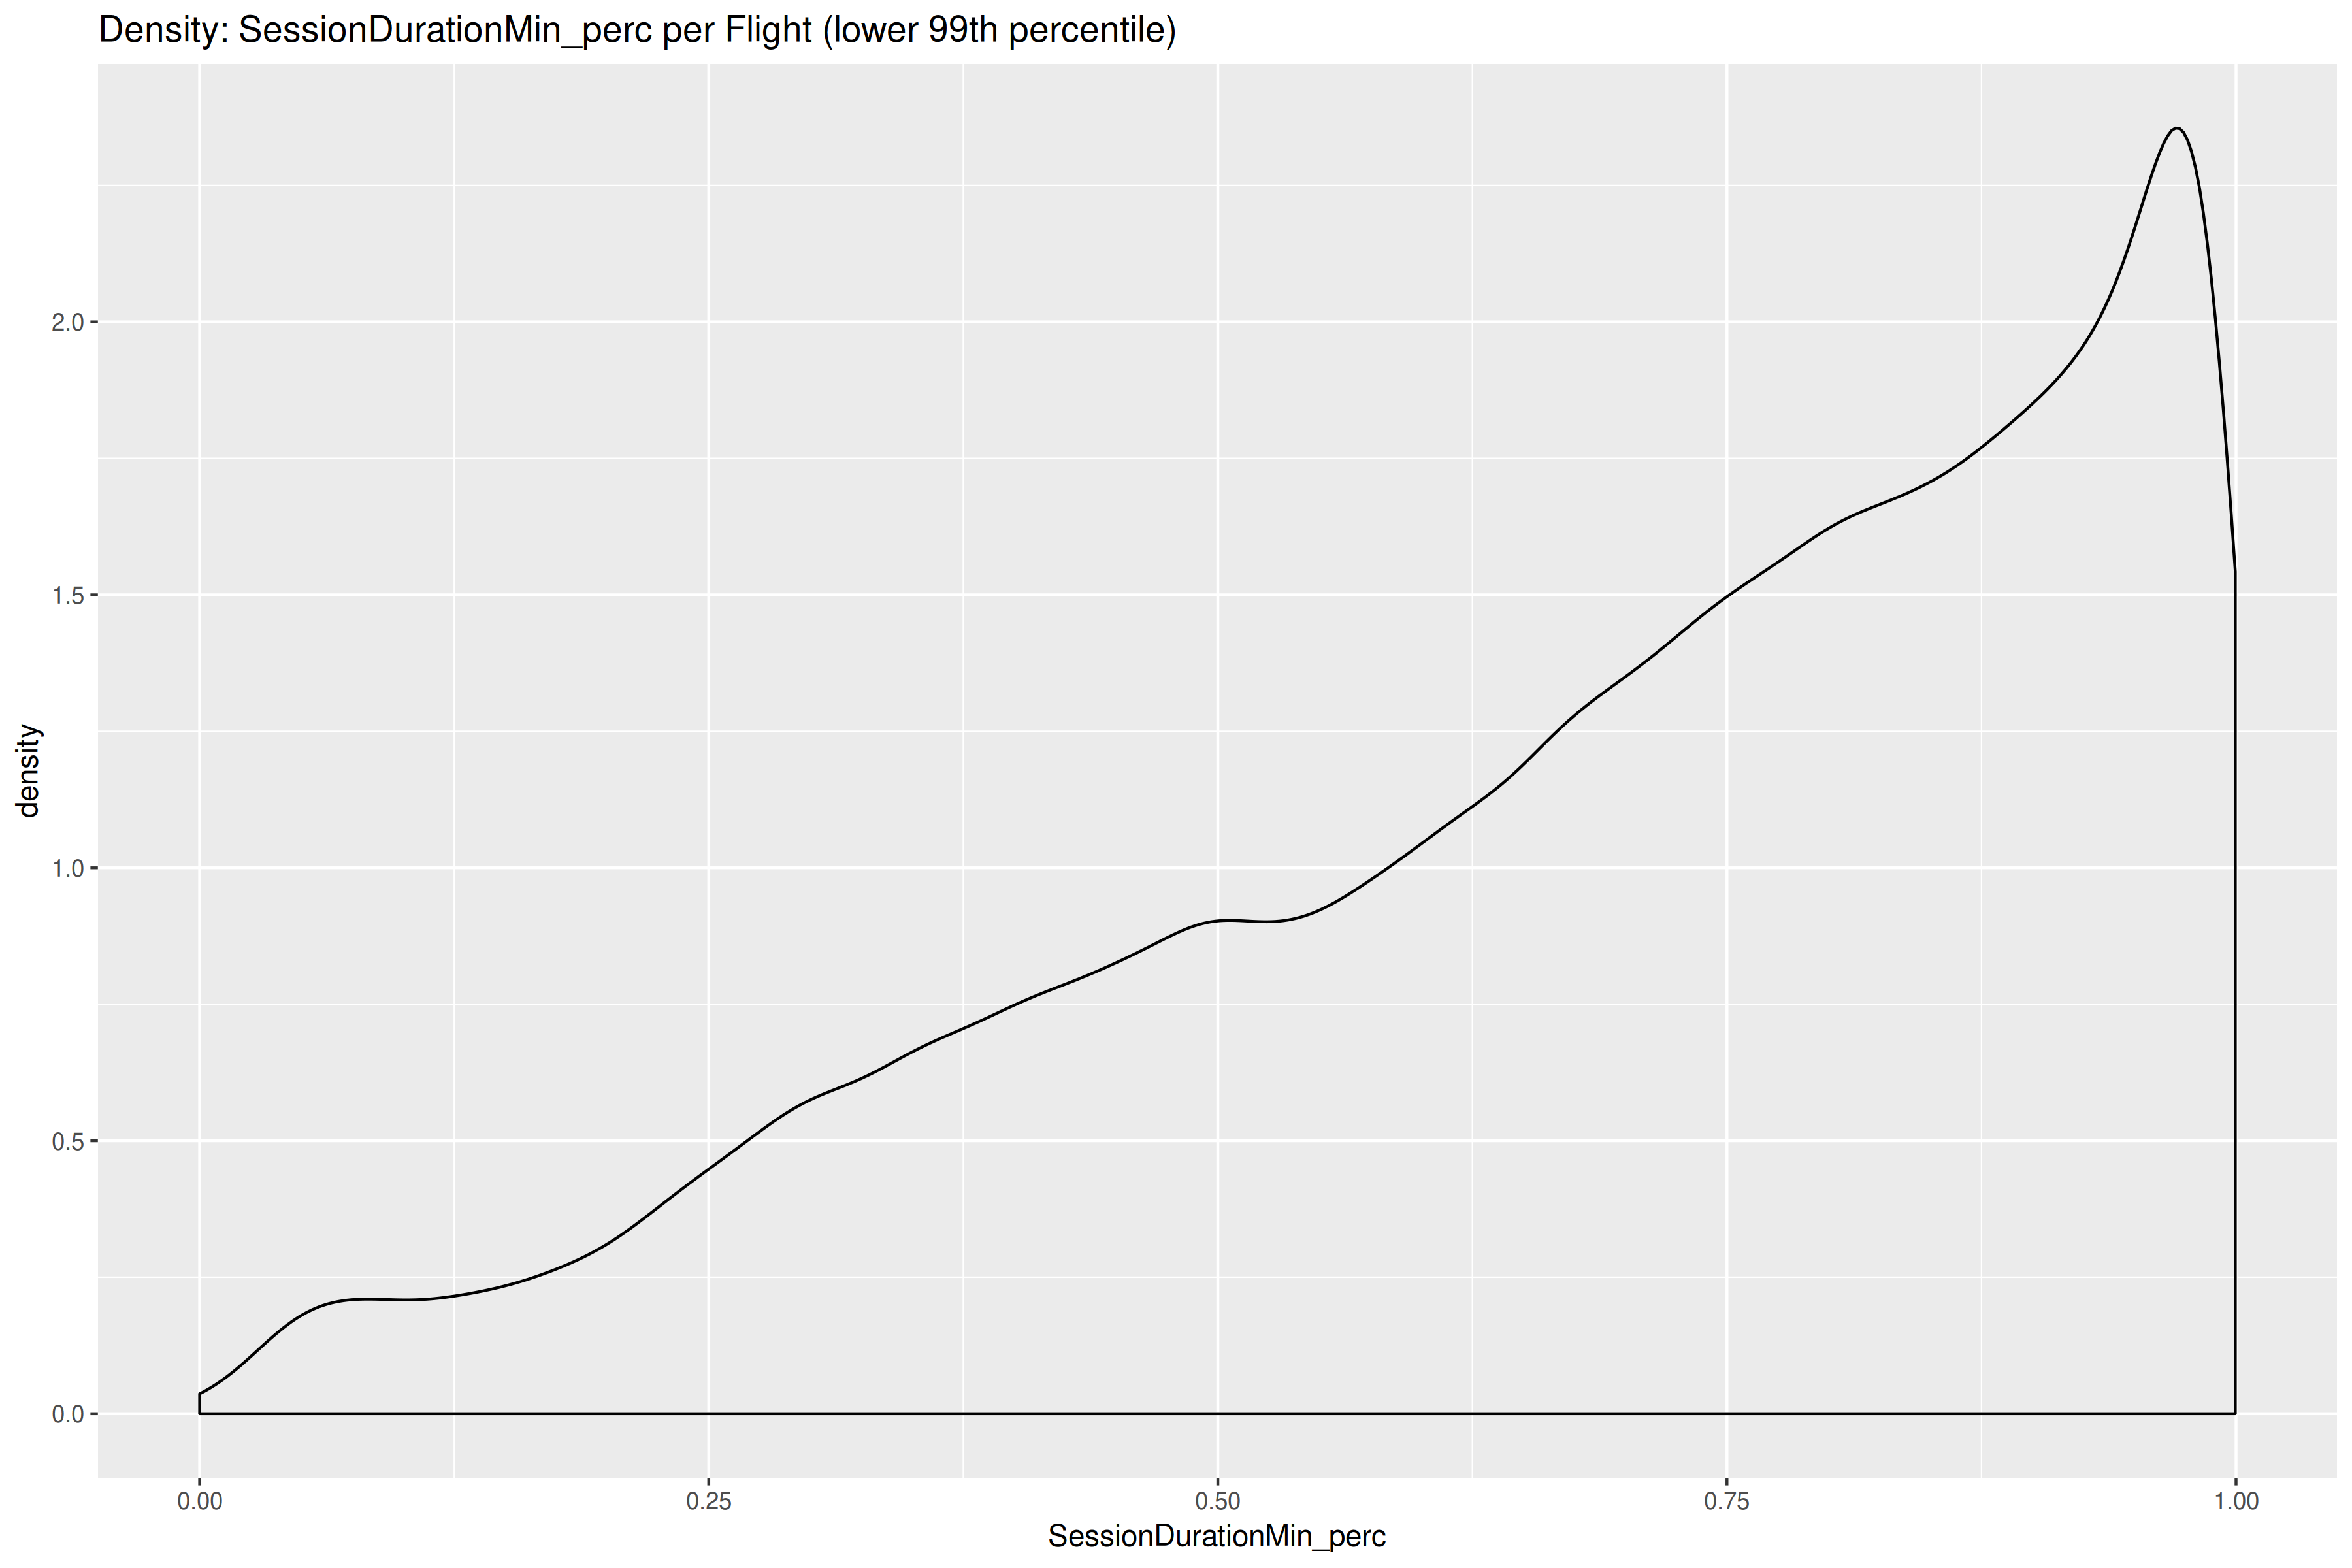 Density: SessionDurationMin_perc per Flight (lower 99th percentile)
density
2.0
1.5
1.0
0.5
0.0
0.00 0.25 0.50 0.75 1.00
SessionDurationMin_perc